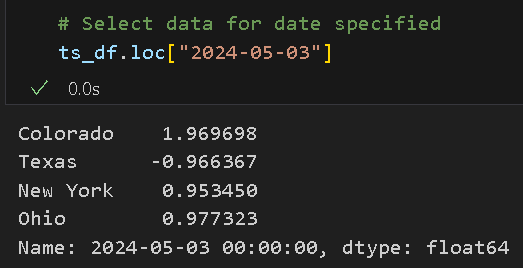 # Select data for date specified
ts_df.loc["2024-05-03"]
0.0s
Colorado    1.969698
Texas      -0.966367
New York    0.953450
Ohio        0.977323
Name: 2024-05-03 00:00:00, dtype: float64